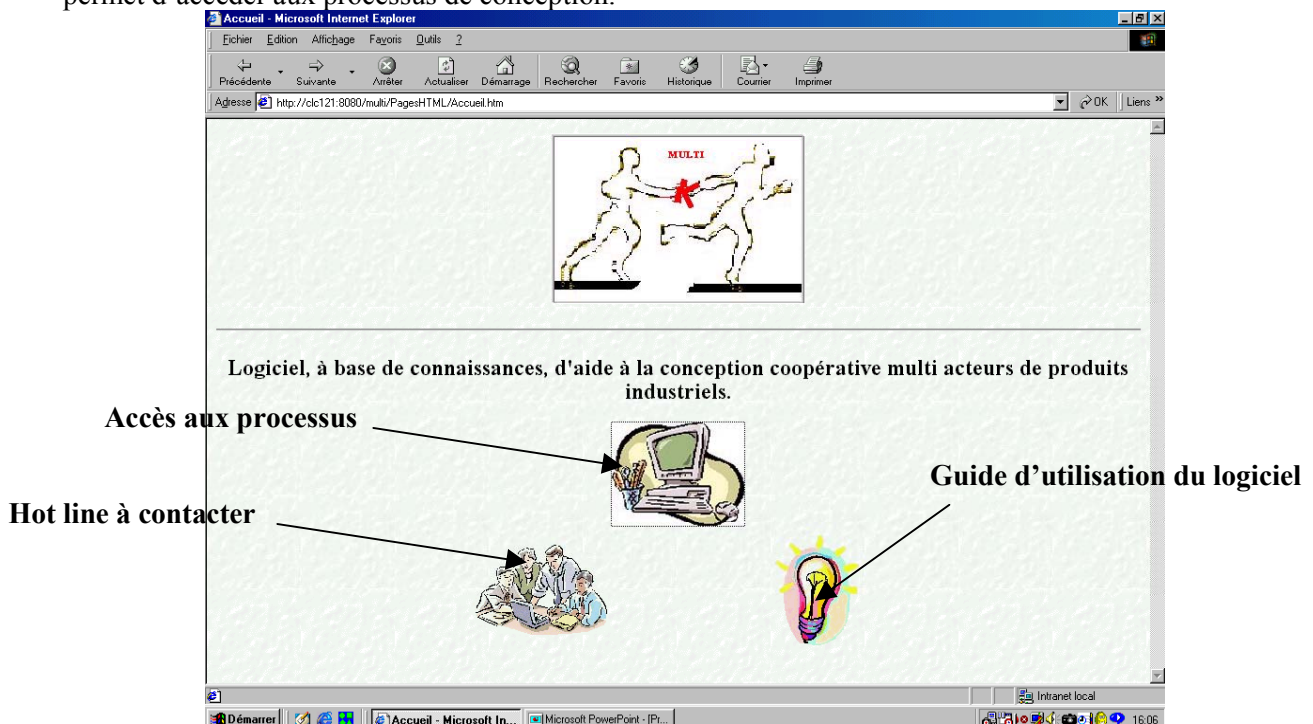 permet d'accéder aux processus de conception.
Accueil - Microsoft Internet Explorer
Fichier Edition Affichage Favoris Outils ?
Précédente Suivante Arrêter Actualiser Démarrage Rechercher Favoris Historique Courrier Imprimer
Adresse http://clc121:8080/multi/PagesHTML/Accueil.htm OK Liens »
MULTI
K
Logiciel, à base de connaissances, d'aide à la conception coopérative multi acteurs de produits
industriels.
Accès aux processus
Guide d'utilisation du logiciel
Hot line à contacter
Intranet local
Démarrer Accueil - Microsoft In... Microsoft PowerPoint - [Pr... 16:06